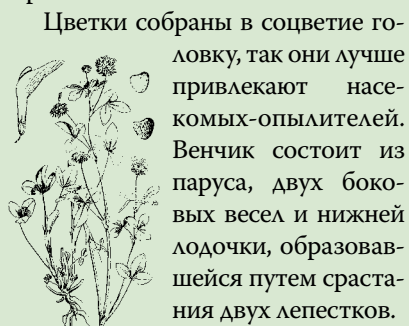 Цветки собраны в соцветие го-
ловку, так они лучше
привлекают насе-
комых-опылителей.
Венчик состоит из
паруса, двух боко-
вых весел и нижней
лодочки, образовав-
шейся путем сраста-
ния двух лепестков.